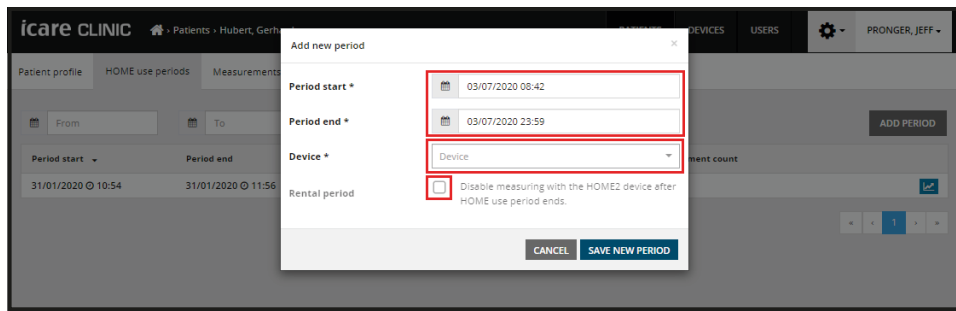 icare CLINIC
Patients › Hubert, Gerh
PATIENTS
DEVICES
USERS
PRONGER, JEFF
Patient profile
HOME use periods
Measurements
Add new period
×
Period start *
03/07/2020 08:42
Period end *
03/07/2020 23:59
Device *
Device
Rental period
Disable measuring with the HOME2 device after
HOME use period ends.
CANCEL
SAVE NEW PERIOD
From
To
ADD PERIOD
Period start
Period end
ment count
31/01/2020 10:54
31/01/2020 11:56
« ‹ 1 › »